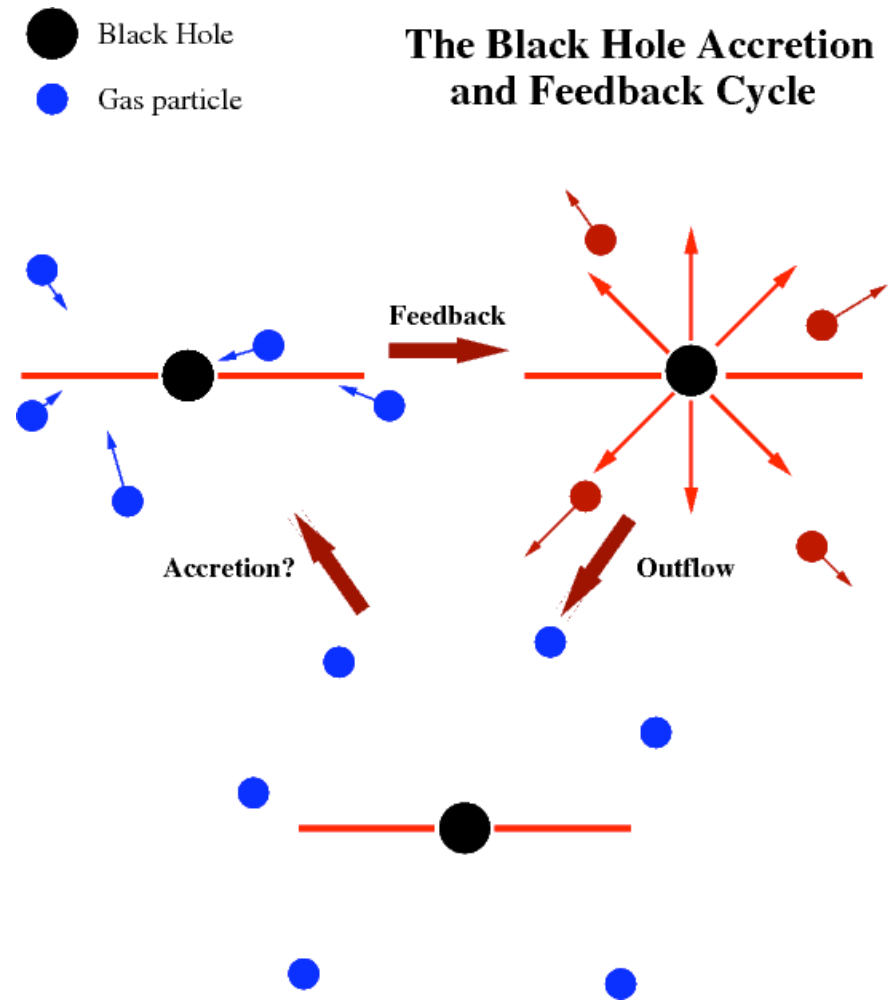 Black Hole
Gas particle
The Black Hole Accretion
and Feedback Cycle
Feedback
Accretion?
Outflow